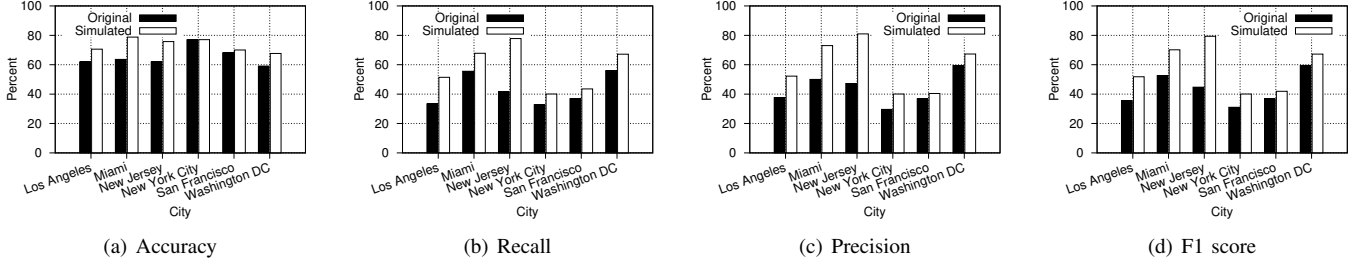 100
80
60
40
20
0
Percent
Original
Simulated
Los Angeles
Miami
New Jersey
New York City
San Francisco
Washington DC
City
(a) Accuracy
100
80
60
40
20
0
Percent
Original
Simulated
Los Angeles
Miami
New Jersey
New York City
San Francisco
Washington DC
City
(b) Recall
100
80
60
40
20
0
Percent
Original
Simulated
Los Angeles
Miami
New Jersey
New York City
San Francisco
Washington DC
City
(c) Precision
100
80
60
40
20
0
Percent
Original
Simulated
Los Angeles
Miami
New Jersey
New York City
San Francisco
Washington DC
City
(d) F1 score